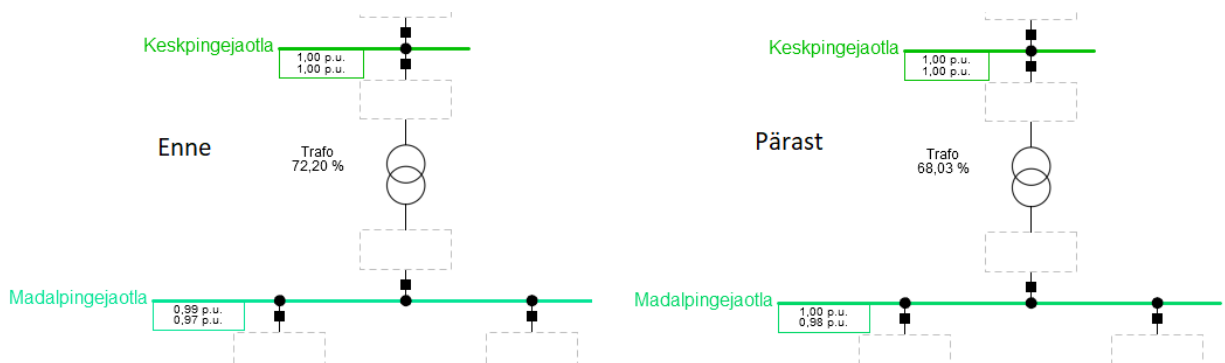 Keskpingejaotla
1,00 p.u.
1,00 p.u.
Enne
Trafo
72,20 %
Madalpingejaotla
0,99 p.u.
0,97 p.u.
Keskpingejaotla
1,00 p.u.
1,00 p.u.
Pärast
Trafo
68,03 %
Madalpingejaotla
1,00 p.u.
0,98 p.u.